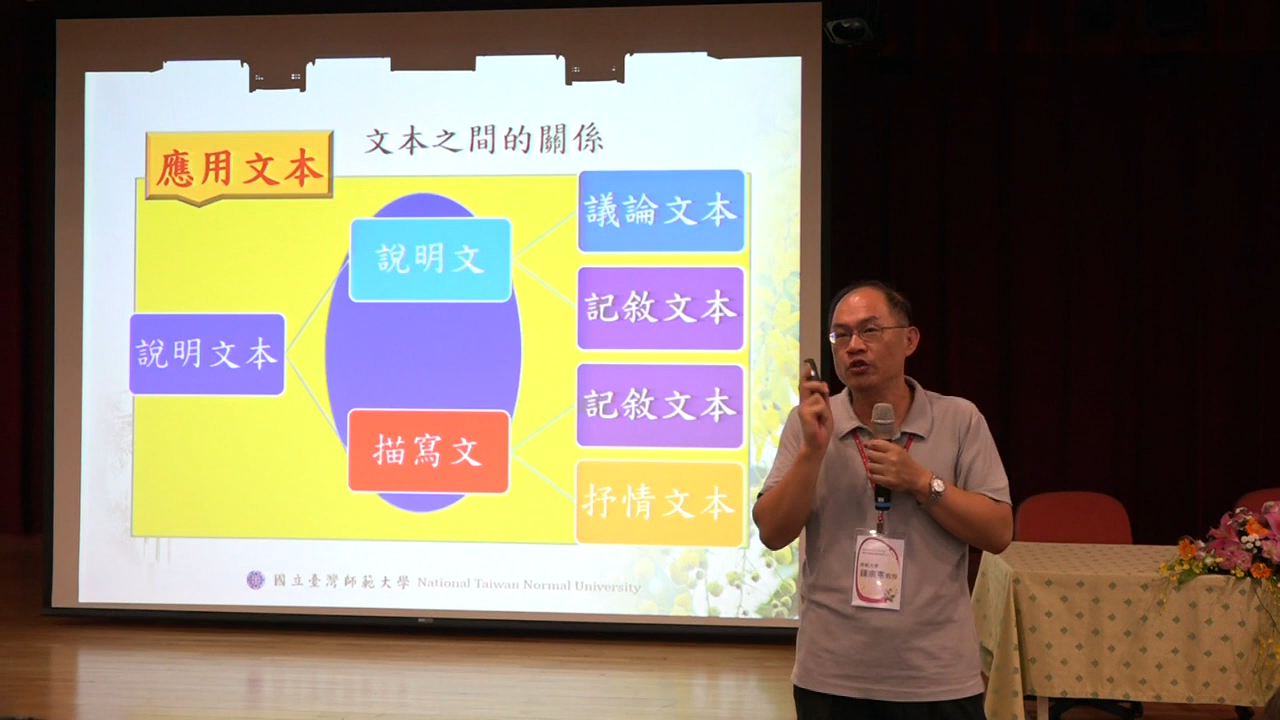 文本之間的關係
應用文本
說明文本
說明文
描寫文
議論文本
記敘文本
記敘文本
抒情文本
國立臺灣師範大學 National Taiwan Normal University